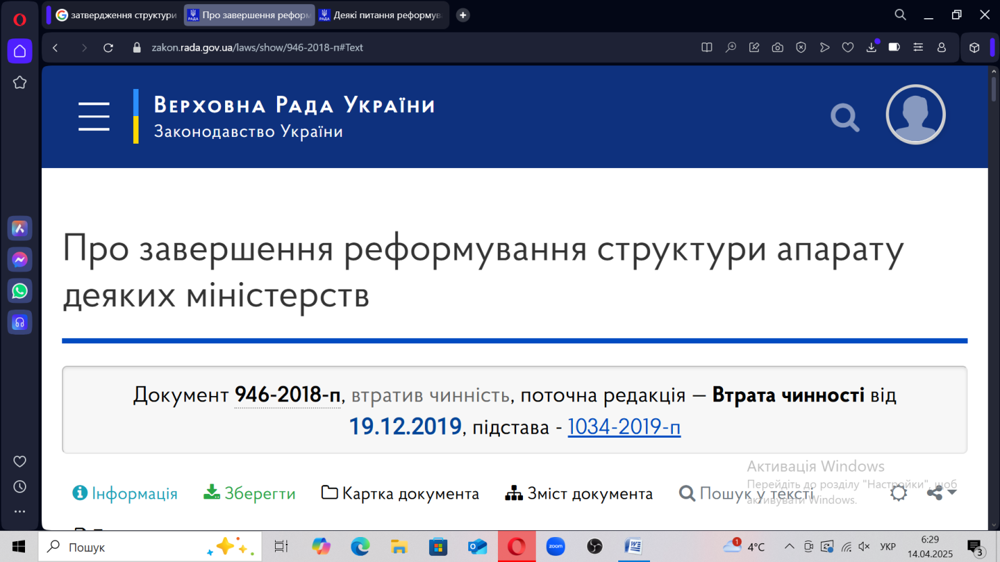 затвердження структури
Про завершення реформ
Деякі питання реформув
zakon.rada.gov.ua/laws/show/946-2018-п#Text
Верховна Рада України
Законодавство України
Про завершення реформування структури апарату
деяких міністерств
Документ 946-2018-п, втратив чинність, поточна редакція — Втрата чинності від
19.12.2019, підстава - 1034-2019-п
Активація Windows
Перейдіть до розділу "Настройки", щоб
активувати Windows.
Інформація
Зберегти
Картка документа
Зміст документа
Пошук у тексті
Пошук
zoom
1
4°C
УКР
6:29
14.04.2025
3